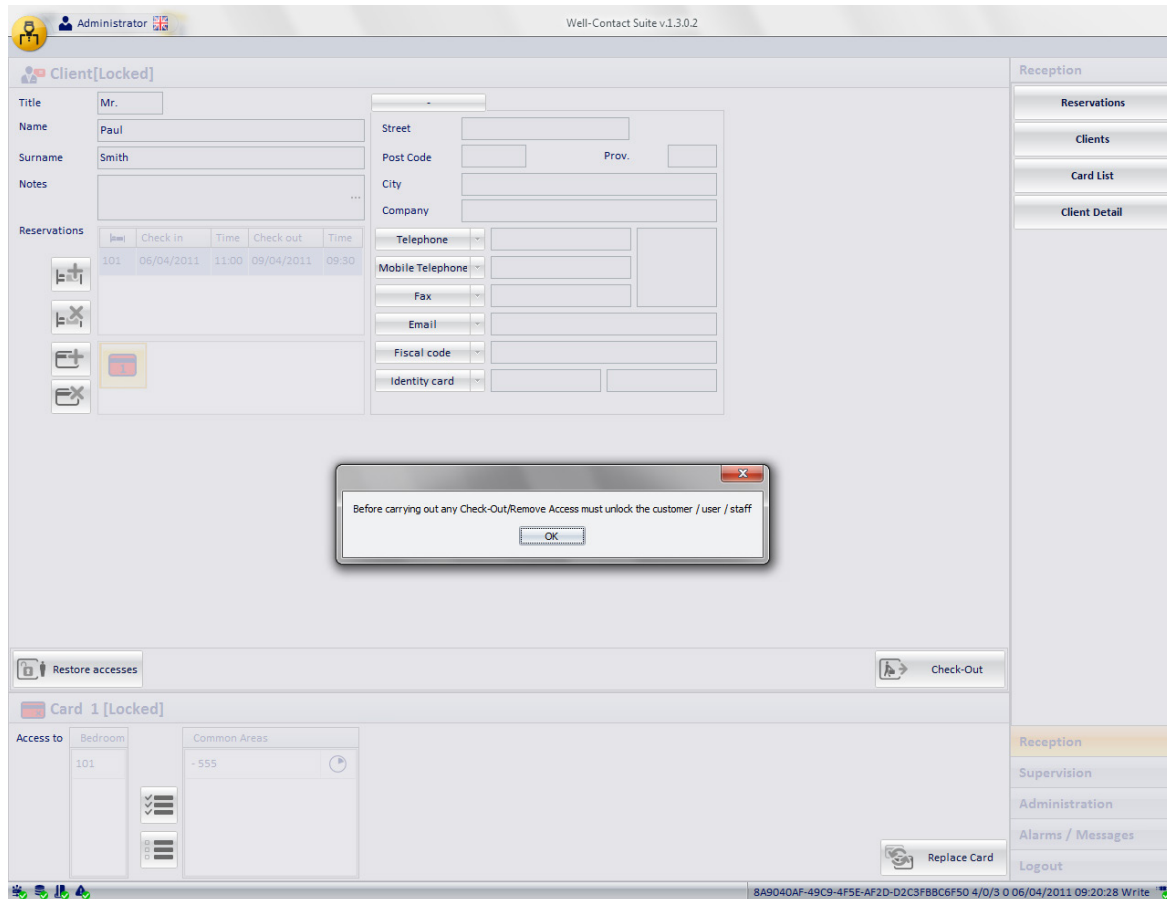 Administrator
Well-Contact Suite v.1.3.0.2
Client[Locked]
Title
Mr.
Name
Paul
Surname
Smith
Notes
...
Reservations
Check in Time Check out Time
101 06/04/2011 11:00 09/04/2011 09:30
1
-
Street
Post Code
Prov.
City
Company
Telephone
Mobile Telephone
Fax
Email
Fiscal code
Identity card
Before carrying out any Check-Out/Remove Access must unlock the customer / user / staff
OK
Restore accesses
Check-Out
Card 1 [Locked]
Access to
Bedroom
101
Common Areas
- 555
Replace Card
Reception
Reservations
Clients
Card List
Client Detail
Reception
Supervision
Administration
Alarms / Messages
Logout
8A9040AF-49C9-4F5E-AF2D-D2C3FBBC6F50 4/0/3 0 06/04/2011 09:20:28 Write